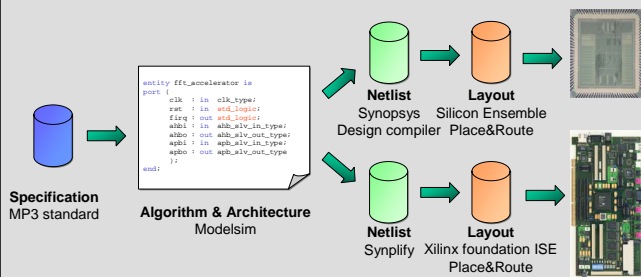 entity fft_accelerator is
port (
clk : in clk_type;
rst : in std_logic;
firq : out std_logic;
ahbi : in ahb_slv_in_type;
ahbo : out ahb_slv_out_type;
apbi : in apb_slv_in_type;
apbo : out apb_slv_out_type
);
end;
Specification
MP3 standard
Algorithm & Architecture
Modelsim
Netlist
Synopsys
Design compiler
Layout
Silicon Ensemble
Place&Route
Netlist
Synplify
Layout
Xilinx foundation ISE
Place&Route